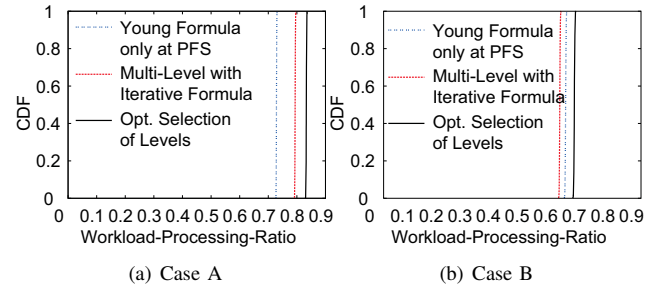 1
0.8
0.6
0.4
0.2
0
CDF
Young Formula
only at PFS
Multi-Level with
Iterative Formula
Opt. Selection
of Levels
0 0.1 0.2 0.3 0.4 0.5 0.6 0.7 0.8 0.9
Workload-Processing-Ratio
(a) Case A
1
0.8
0.6
0.4
0.2
0
CDF
Young Formula
only at PFS
Multi-Level with
Iterative Formula
Opt. Selection
of Levels
0 0.1 0.2 0.3 0.4 0.5 0.6 0.7 0.8 0.9
Workload-Processing-Ratio
(b) Case B